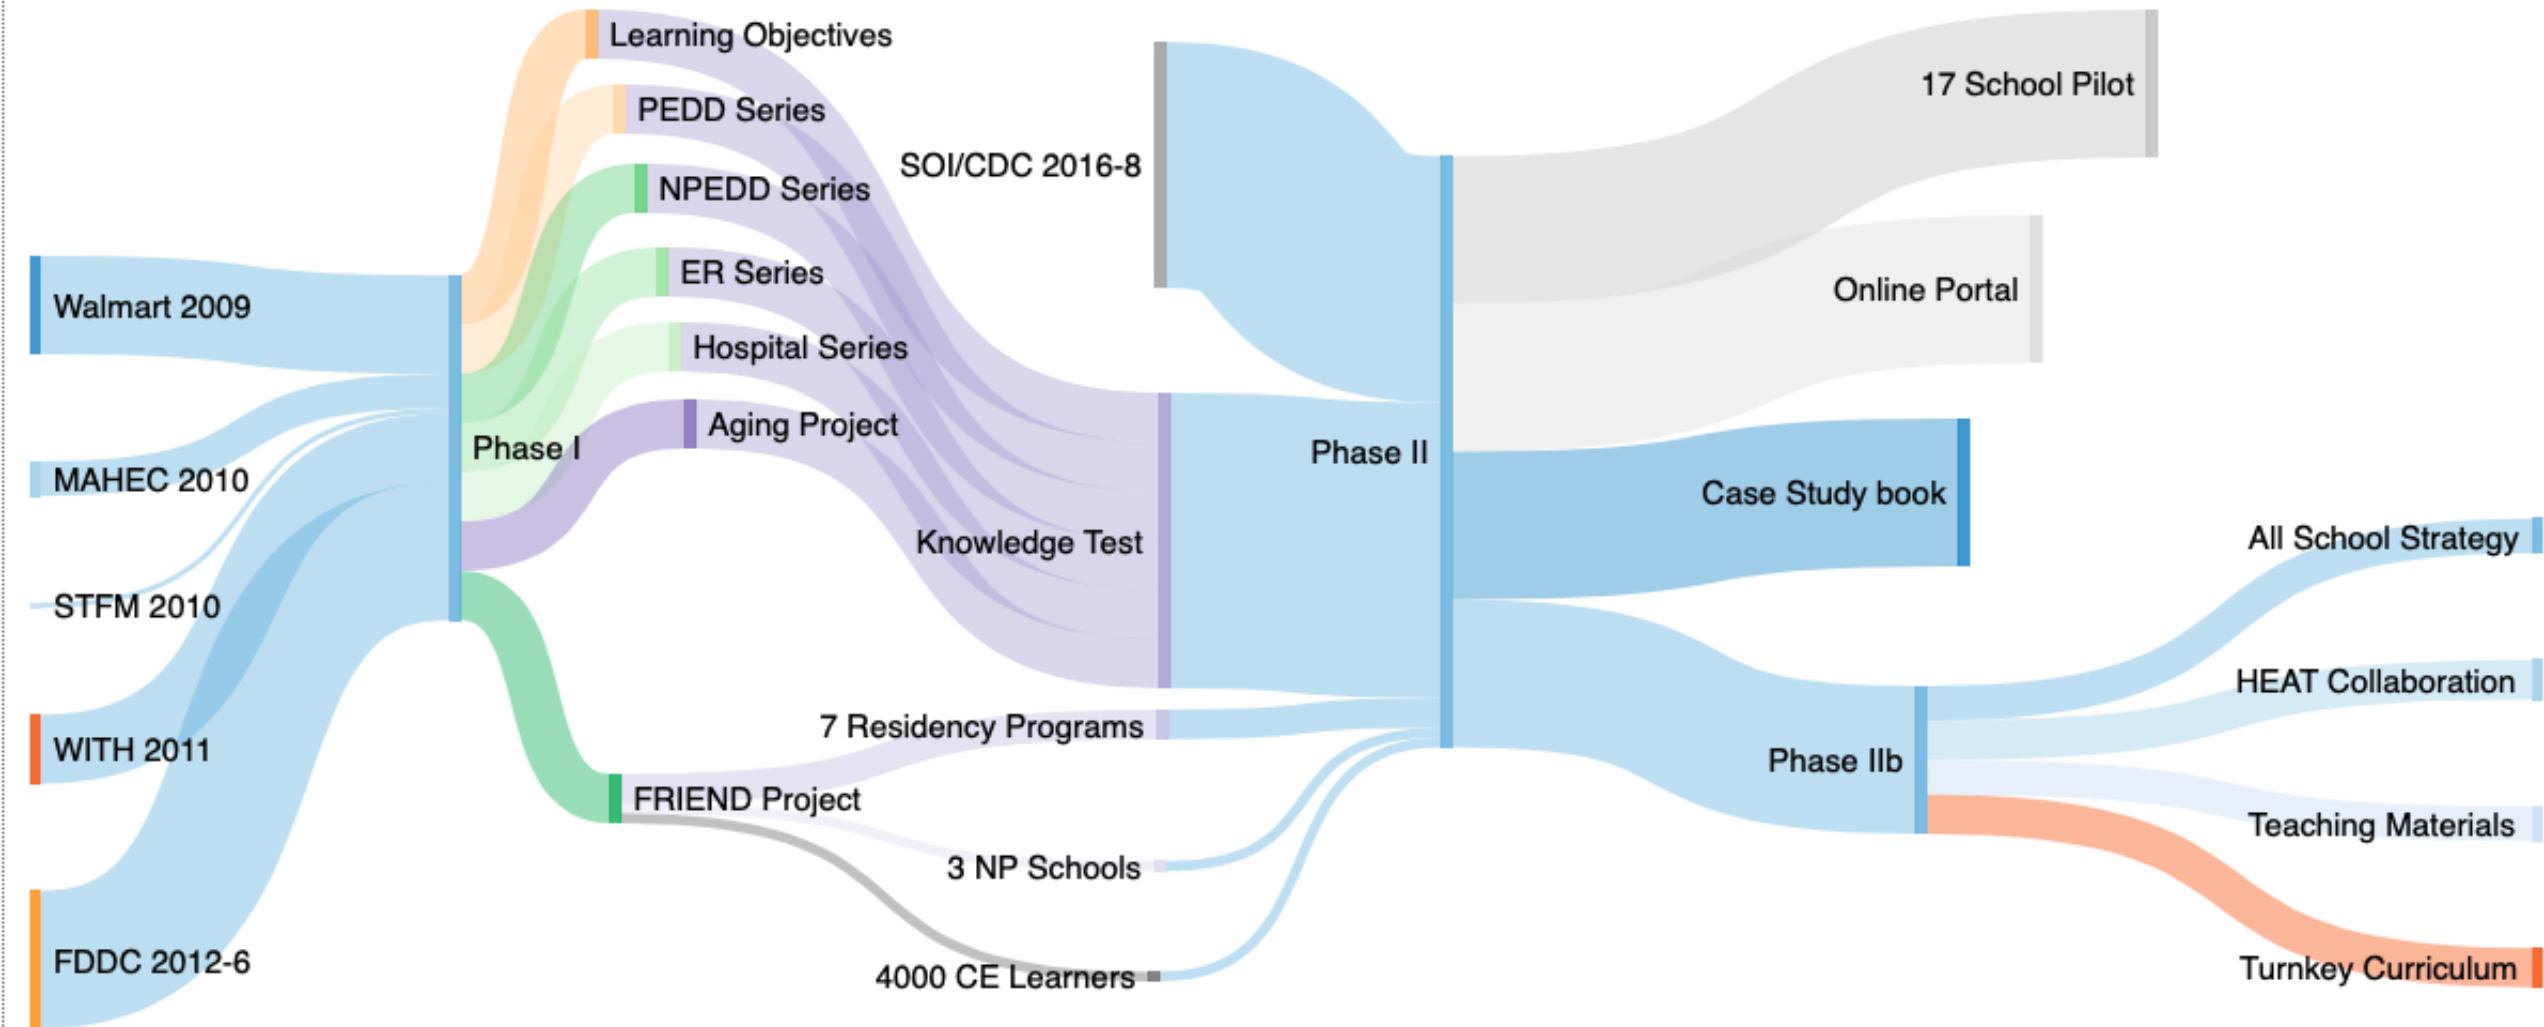 Learning Objectives
PEDD Series
NPEDD Series
ER Series
Hospital Series
Aging Project
Walmart 2009
MAHEC 2010
STFM 2010
WITH 2011
FDDC 2012-6
Phase I
FRIEND Project
SOI/CDC 2016-8
Knowledge Test
7 Residency Programs
3 NP Schools
4000 CE Learners
Phase II
17 School Pilot
Online Portal
Case Study book
Phase IIb
All School Strategy
HEAT Collaboration
Teaching Materials
Turnkey Curriculum